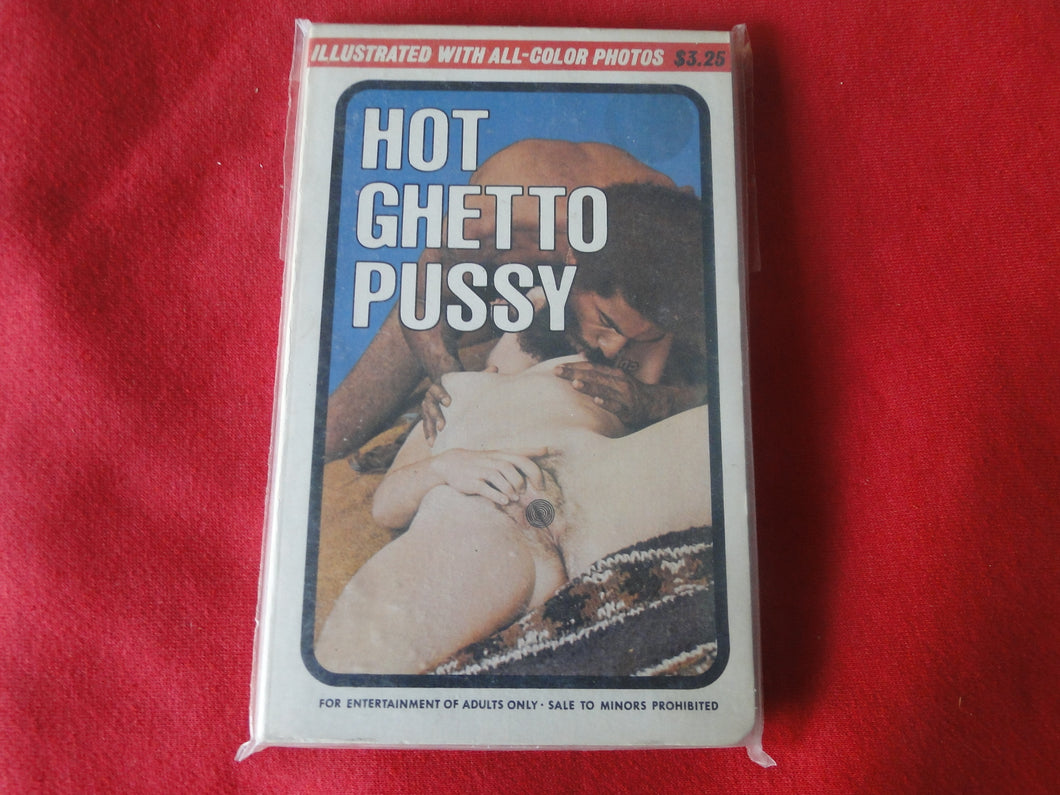 ILLUSTRATED WITH ALL-COLOR PHOTOS $3.25
HOT
GHETTO
PUSSY
FOR ENTERTAINMENT OF ADULTS ONLY · SALE TO MINORS PROHIBITED